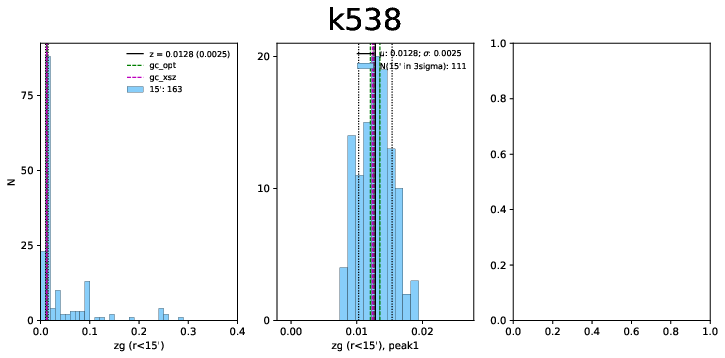 k538
z = 0.0128 (0.0025)
gc_opt
gc_xsz
15': 163
N
75
50
25
0
0.0 0.1 0.2 0.3 0.4
zg (r<15')
μ: 0.0128; σ: 0.0025
N(15' in 3sigma): 111
20
10
0
0.00 0.01 0.02
zg (r<15'), peak1
1.0
0.8
0.6
0.4
0.2
0.0
0.0 0.2 0.4 0.6 0.8 1.0